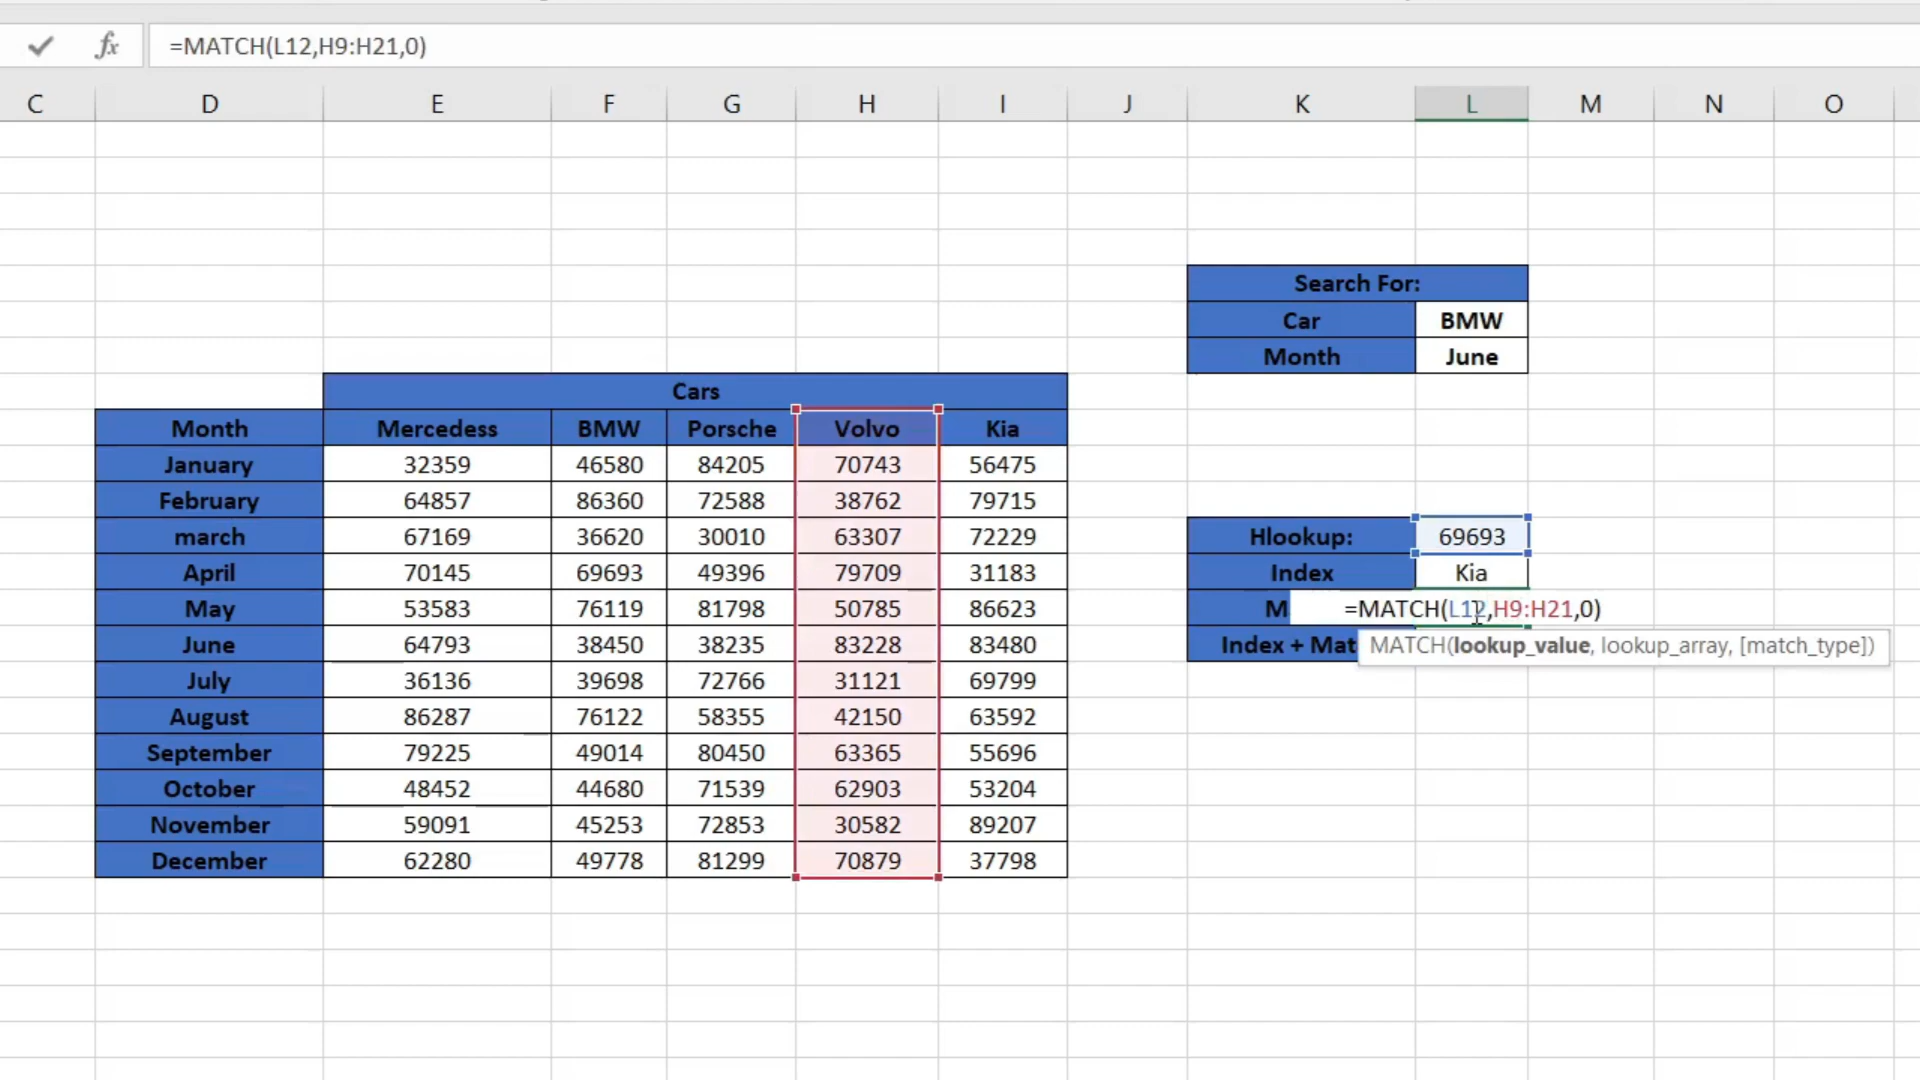 fx =MATCH(L12,H9:H21,0)
C D E F G H I J K L M N O
Search For:
Car BMW
Month June
Cars
Month Mercedess BMW Porsche Volvo Kia
January 32359 46580 84205 70743 56475
February 64857 86360 72588 38762 79715
march 67169 36620 30010 63307 72229
April 70145 69693 49396 79709 31183
May 53583 76119 81798 50785 86623
June 64793 38450 38235 83228 83480
July 36136 39698 72766 31121 69799
August 86287 76122 58355 42150 63592
September 79225 49014 80450 63365 55696
October 48452 44680 71539 62903 53204
November 59091 45253 72853 30582 89207
December 62280 49778 81299 70879 37798
Hlookup: 69693
Index Kia
M =MATCH(L12,H9:H21,0)
Index + Mat MATCH(lookup_value, lookup_array, [match_type])